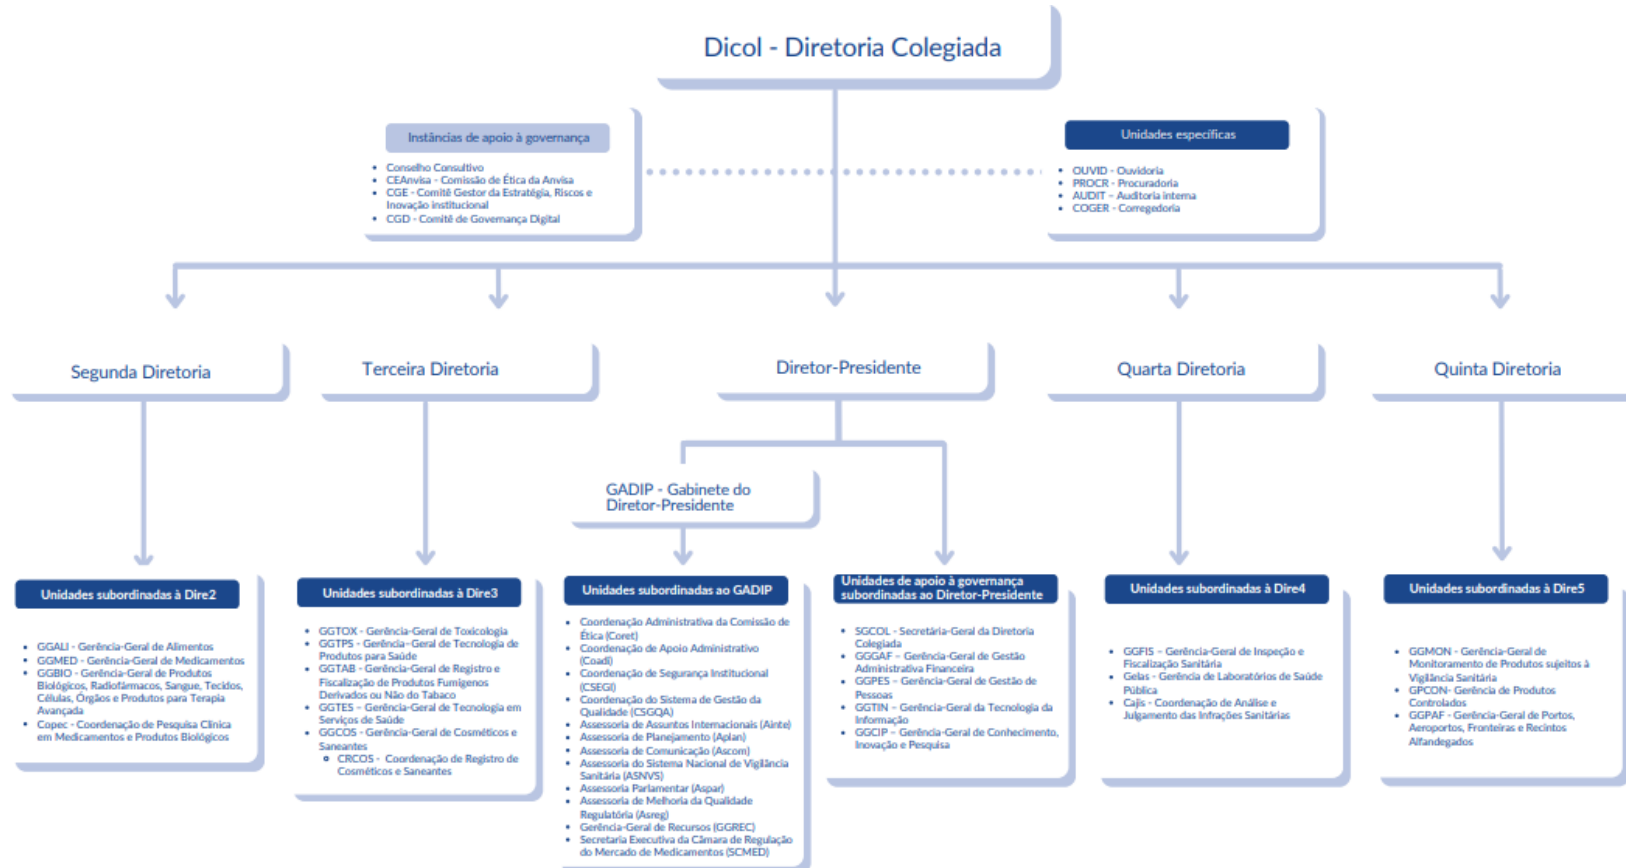 Dicol - Diretoria Colegiada
Instâncias de apoio à governança
• Conselho Consultivo
• CEAnvisa - Comissão de Ética da Anvisa
• CGE - Comitê Gestor da Estratégia, Riscos e
Inovação institucional
• CGD - Comitê de Governança Digital
Unidades específicas
• OUVID - Ouvidoria
• PROCR - Procuradoria
• AUDIT – Auditoria interna
• COGER - Corregedoria
Segunda Diretoria
Terceira Diretoria
Diretor-Presidente
Quarta Diretoria
Quinta Diretoria
GADIP - Gabinete do
Diretor-Presidente
Unidades subordinadas à Dire2
• GGALI - Gerência-Geral de Alimentos
• GGMED - Gerência-Geral de Medicamentos
• GGBIO - Gerência-Geral de Produtos
Biológicos, Radiofármacos, Sangue, Tecidos,
Células, Órgãos e Produtos para Terapia
Avançada
• Copec - Coordenação de Pesquisa Clínica
em Medicamentos e Produtos Biológicos
Unidades subordinadas à Dire3
• GGTOX - Gerência-Geral de Toxicologia
• GGTPS - Gerência–Geral de Tecnologia de
Produtos para Saúde
• GGTAB - Gerência-Geral de Registro e
Fiscalização de Produtos Fumígenos
Derivados ou Não do Tabaco
• GGTES – Gerência-Geral de Tecnologia em
Serviços de Saúde
• GGCOS - Gerência-Geral de Cosméticos e
Saneantes
CRCOS - Coordenação de Registro de
Cosméticos e Saneantes
Unidades subordinadas ao GADIP
• Coordenação Administrativa da Comissão de
Ética (Coret)
• Coordenação de Apoio Administrativo
(Coadi)
• Coordenação de Segurança Institucional
(CSEGI)
• Coordenação do Sistema de Gestão da
Qualidade (CSGQA)
• Assessoria de Assuntos Internacionais (Ainte)
• Assessoria de Planejamento (Aplan)
• Assessoria de Comunicação (Ascom)
• Assessoria do Sistema Nacional de Vigilância
Sanitária (ASNVS)
• Assessoria Parlamentar (Aspar)
• Assessoria de Melhoria da Qualidade
Regulatória (Asreg)
• Gerência-Geral de Recursos (GGREC)
• Secretaria Executiva da Câmara de Regulação
do Mercado de Medicamentos (SCMED)
Unidades de apoio à governança
subordinadas ao Diretor-Presidente
• SGCOL - Secretária-Geral da Diretoria
Colegiada
• GGGAF – Gerência-Geral de Gestão
Administrativa Financeira
• GGPES – Gerência-Geral de Gestão de
Pessoas
• GGTIN – Gerência-Geral da Tecnologia da
Informação
• GGCIP – Gerência-Geral de Conhecimento,
Inovação e Pesquisa
Unidades subordinadas à Dire4
• GGFIS – Gerência-Geral de Inspeção e
Fiscalização Sanitária
• Gelas - Gerência de Laboratórios de Saúde
Pública
• Cajis - Coordenação de Análise e
Julgamento das Infrações Sanitárias
Unidades subordinadas à Dire5
• GGMON - Gerência-Geral de
Monitoramento de Produtos sujeitos à
Vigilância Sanitária
• GPCON- Gerência de Produtos
Controlados
• GGPAF - Gerência-Geral de Portos,
Aeroportos, Fronteiras e Recintos
Alfandegados